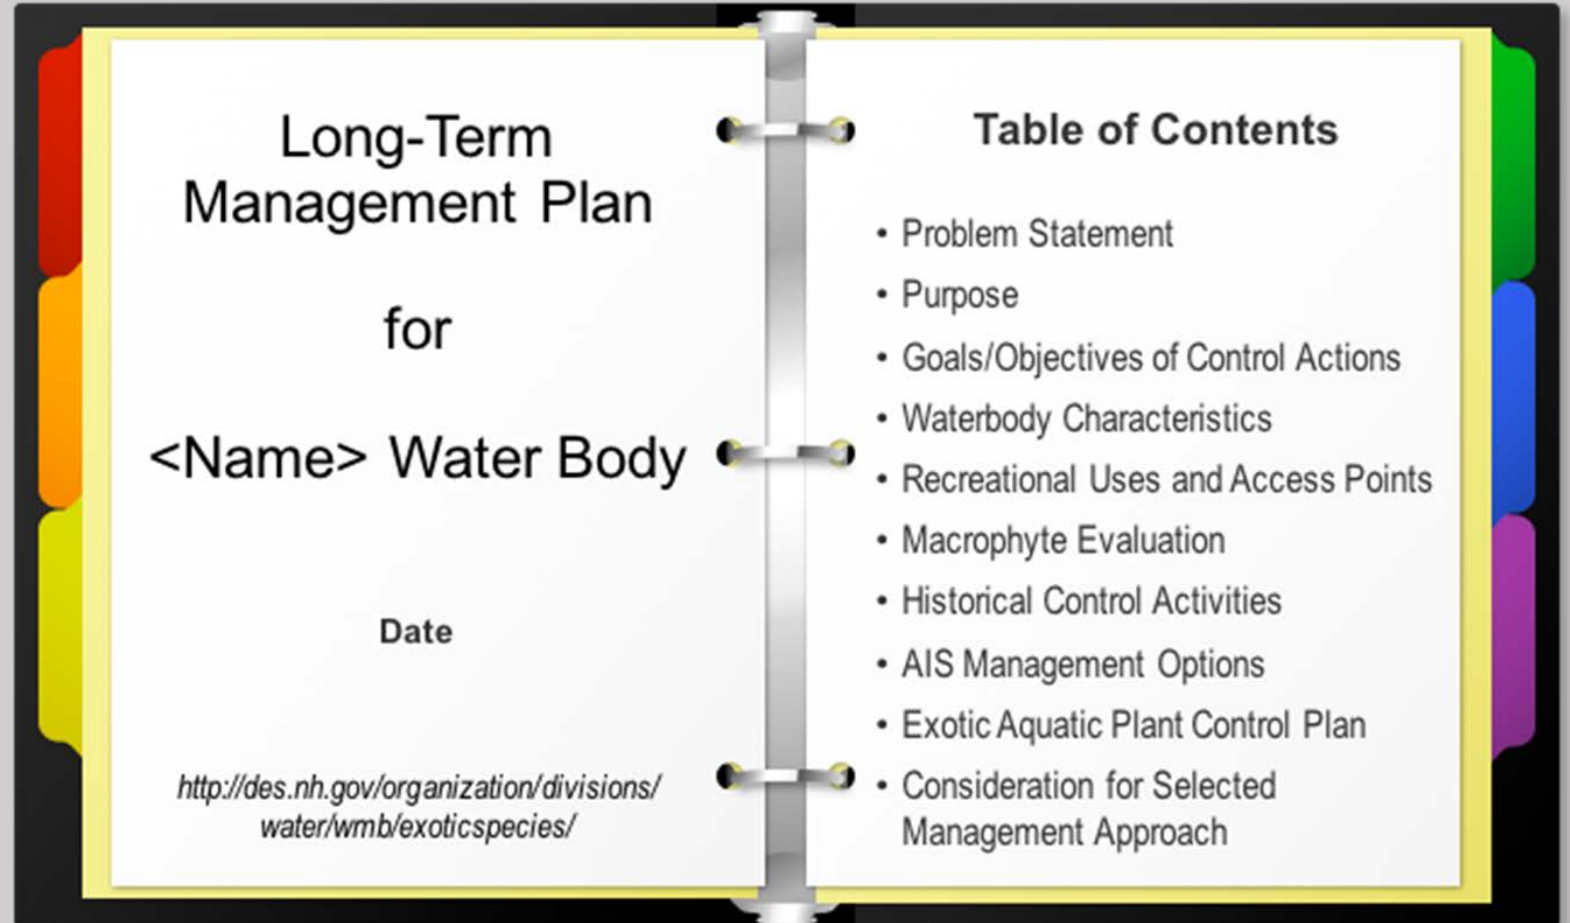 Long-Term
Management Plan
for
<Name> Water Body
Date
http://des.nh.gov/organization/divisions/
water/wmb/exoticspecies/
Table of Contents
• Problem Statement
• Purpose
• Goals/Objectives of Control Actions
• Waterbody Characteristics
• Recreational Uses and Access Points
• Macrophyte Evaluation
• Historical Control Activities
• AIS Management Options
• Exotic Aquatic Plant Control Plan
• Consideration for Selected
Management Approach